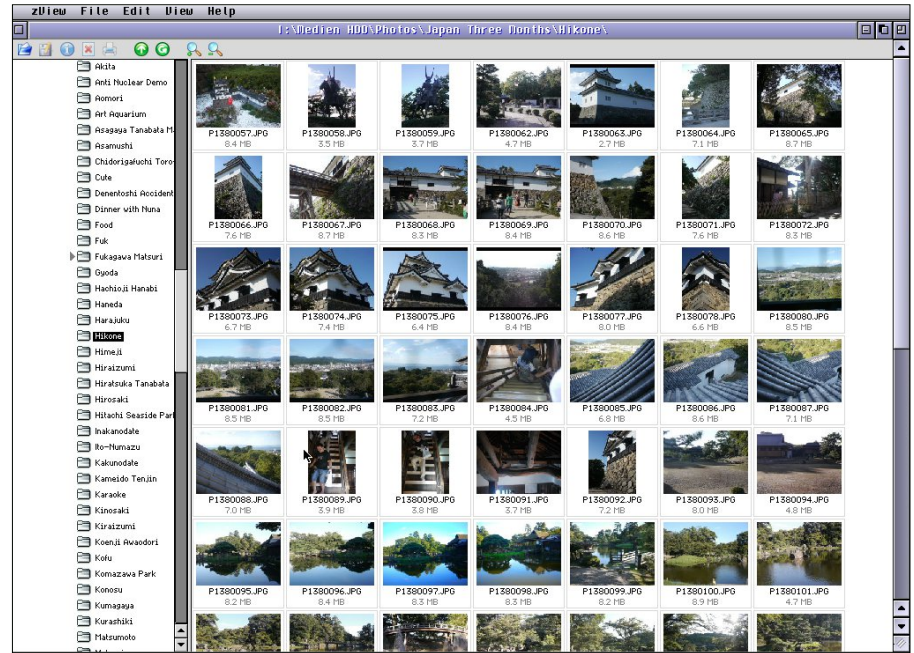 zView File Edit View Help
I:\Medien HDD\Photos\Japan Three Months\Hikone\
Akita
Anti Nuclear Demo
Aomori
Art Aquarium
Asagaya Tanabata M
Asamushi
Chidorigafuchi Toro
Cute
Denentoshi Accident
Dinner with Nuna
Food
Fuk
Fukagawa Matsuri
Gyoda
Hachioji Hanabi
Haneda
Harajuku
Hikone
Himeji
Hiraizumi
Hiratsuka Tanabata
Hirosaki
Hitachi Seaside Park
Inakanodate
Ito-Numazu
Kakunodate
Kameido Tenjin
Karaoke
Kinosaki
Kiraizumi
Koenji Awaodori
Kofu
Komazawa Park
Konosu
Kumagaya
Kurashiki
Matsumoto
P1380057.JPG P1380058.JPG P1380059.JPG P1380062.JPG P1380063.JPG P1380064.JPG P1380065.JPG
8.4 MB 3.5 MB 3.7 MB 4.7 MB 2.7 MB 7.1 MB 8.7 MB
P1380066.JPG P1380067.JPG P1380068.JPG P1380069.JPG P1380070.JPG P1380071.JPG P1380072.JPG
7.6 MB 8.7 MB 8.3 MB 8.4 MB 8.6 MB 7.6 MB 8.3 MB
P1380073.JPG P1380074.JPG P1380075.JPG P1380076.JPG P1380077.JPG P1380078.JPG P1380080.JPG
6.7 MB 7.4 MB 6.4 MB 8.4 MB 8.0 MB 6.6 MB 8.5 MB
P1380081.JPG P1380082.JPG P1380083.JPG P1380084.JPG P1380085.JPG P1380086.JPG P1380087.JPG
8.5 MB 8.5 MB 7.2 MB 4.5 MB 6.8 MB 8.6 MB 7.1 MB
P1380088.JPG P1380089.JPG P1380090.JPG P1380091.JPG P1380092.JPG P1380093.JPG P1380094.JPG
7.0 MB 3.9 MB 3.8 MB 3.7 MB 7.2 MB 8.0 MB 4.8 MB
P1380095.JPG P1380096.JPG P1380097.JPG P1380098.JPG P1380099.JPG P1380100.JPG P1380101.JPG
8.2 MB 8.4 MB 8.3 MB 8.3 MB 8.2 MB 8.9 MB 4.7 MB